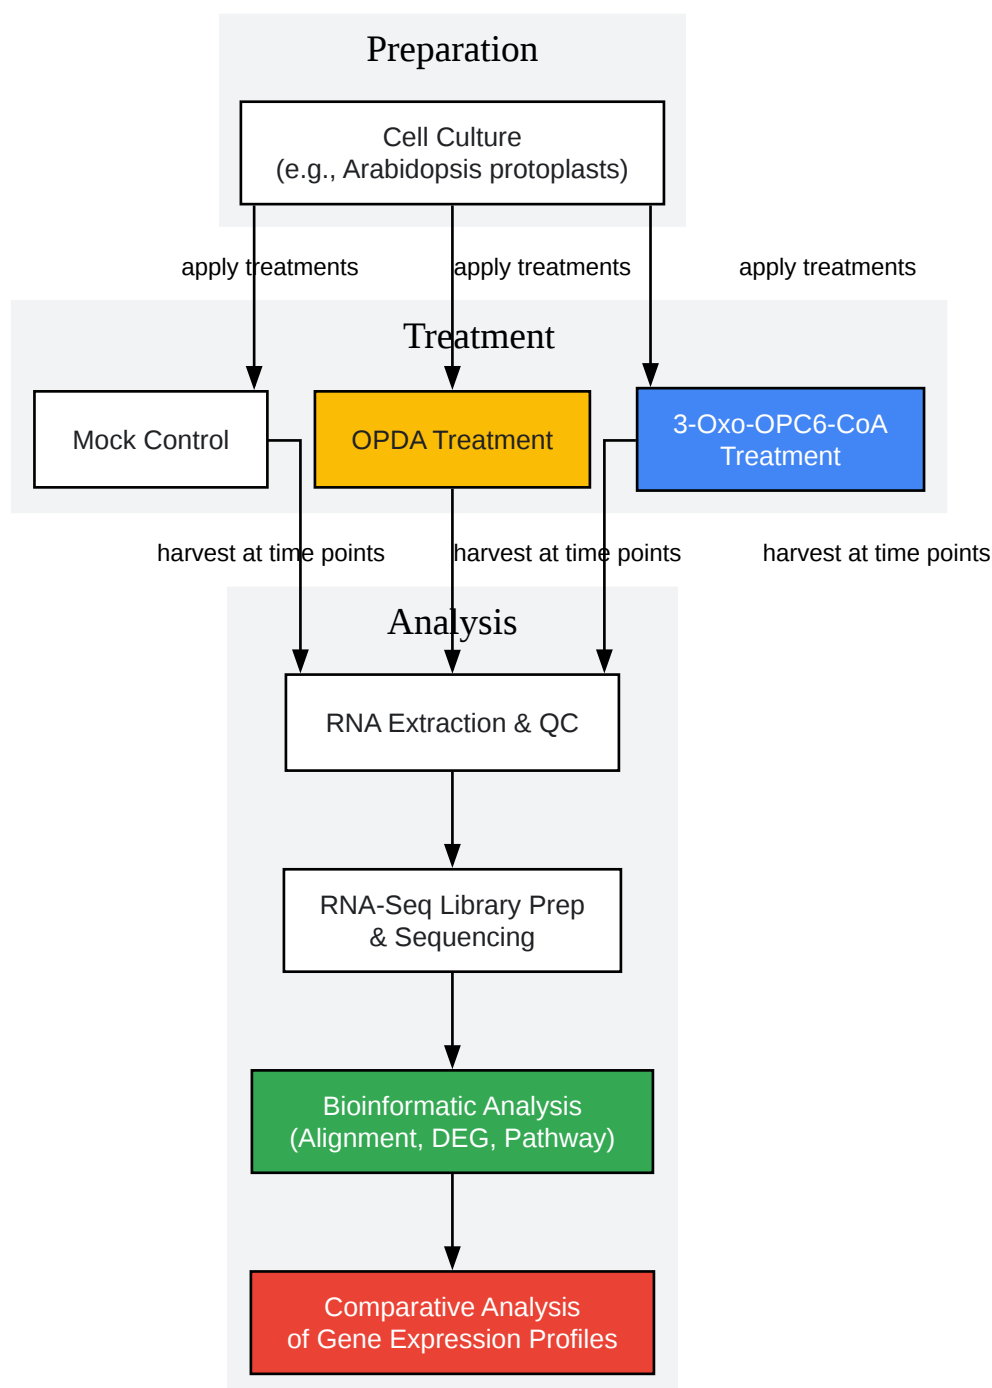 Preparation
Cell Culture
(e.g., Arabidopsis protoplasts)
apply treatments
apply treatments
apply treatments
Treatment
Mock Control
OPDA Treatment
3-Oxo-OPC6-CoA
Treatment
harvest at time points
harvest at time points
harvest at time points
Analysis
RNA Extraction & QC
RNA-Seq Library Prep
& Sequencing
Bioinformatic Analysis
(Alignment, DEG, Pathway)
Comparative Analysis
of Gene Expression Profiles